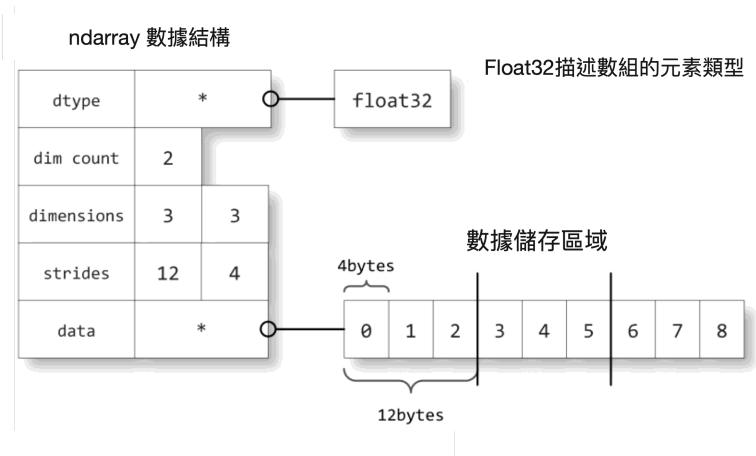 ndarray 數據結構
Float32描述數組的元素類型
dtype * float32
dim count 2
dimensions 3 3
數據儲存區域
strides 12 4
4bytes
data * 0 1 2 3 4 5 6 7 8
12bytes